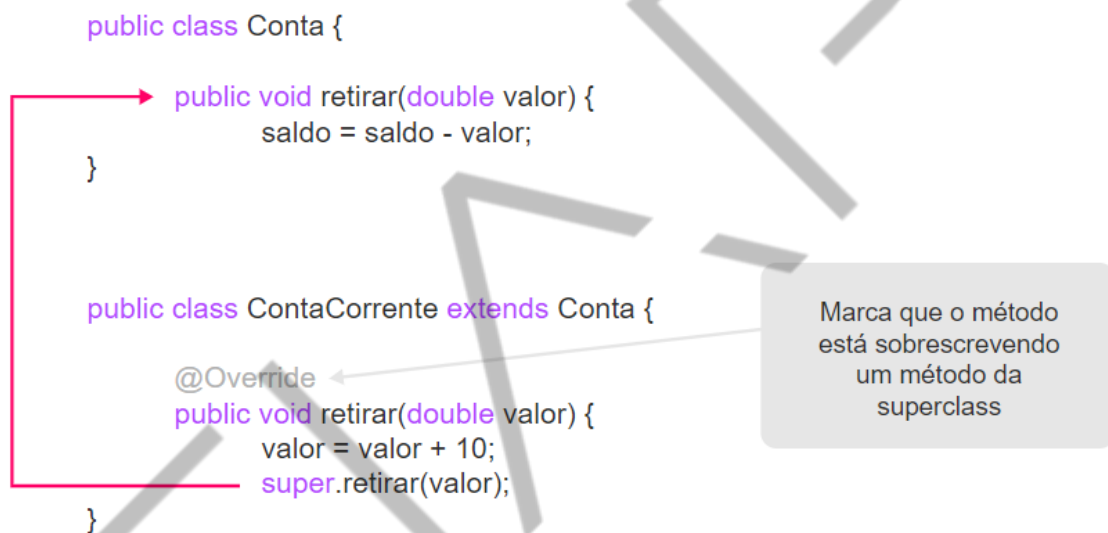 public class Conta {
public void retirar(double valor) {
saldo = saldo - valor;
}
public class ContaCorrente extends Conta {
@Override
public void retirar(double valor) {
valor = valor + 10;
super.retirar(valor);
}
Marca que o método
está sobrescrevendo
um método da
superclass